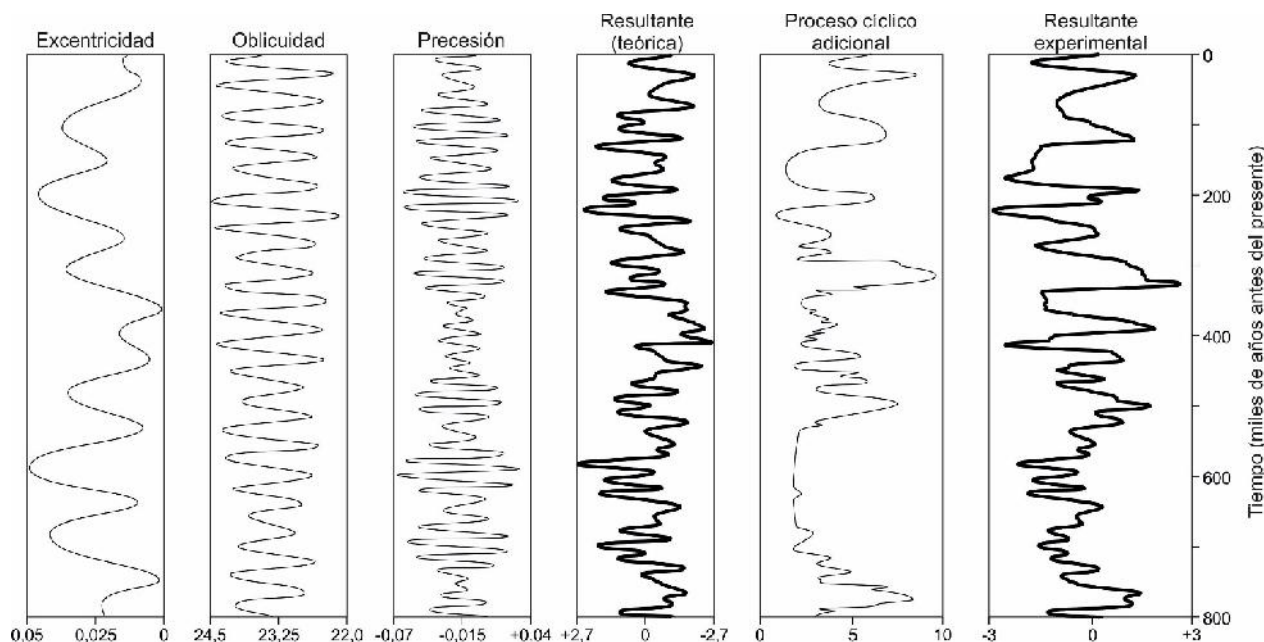 Excentricidad
Oblicuidad
Precesión
Resultante
(teórica)
Proceso cíclico
adicional
Resultante
experimental
0
200
400
600
800
Tiempo (miles de años antes del presente)
0,05 0,025 0
24,5 23,25 22,0
-0,07 -0,015 +0,04
+2,7 0 -2,7
0 5 10
-3 0 +3